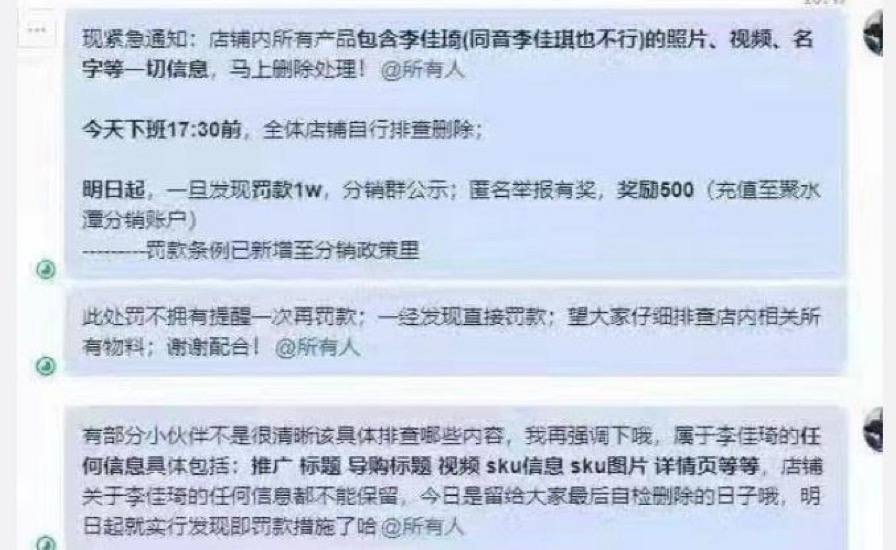 现紧急通知：店铺内所有产品包含李佳琦(同音李佳琪也不行)的照片、视频、名
字等一切信息，马上删除处理！@所有人
今天下班17:30前，全体店铺自行排查删除；
明日起，一旦发现罚款1w，分销群公示；匿名举报有奖，奖励500（充值至聚水
潭分销账户）
---------罚款条例已新增至分销政策里
此处罚不拥有提醒一次再罚款；一经发现直接罚款；望大家仔细排查店内相关所
有物料；谢谢配合！@所有人
有部分小伙伴不是很清晰该具体排查哪些内容，我再强调下哦，属于李佳琦的任
何信息具体包括：推广 标题 导购标题 视频 sku信息 sku图片 详情页等等，店铺
关于李佳琦的任何信息都不能保留，今日是留给大家最后自检删除的日子哦，明
日起就实行发现即罚款措施了哈@所有人